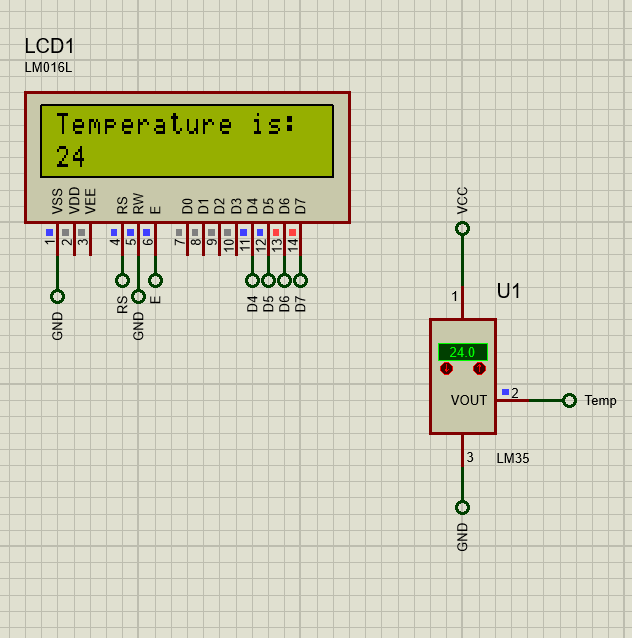 LCD1
LM016L
Temperature is:
24
VSS VDD VEE RS RW E D0 D1 D2 D3 D4 D5 D6 D7
1 2 3 4 5 6 7 8 9 10 11 12 13 14
GND RS GND E D4 D5 D6 D7
VCC
1
U1
24.0
VOUT
2
Temp
3
LM35
GND